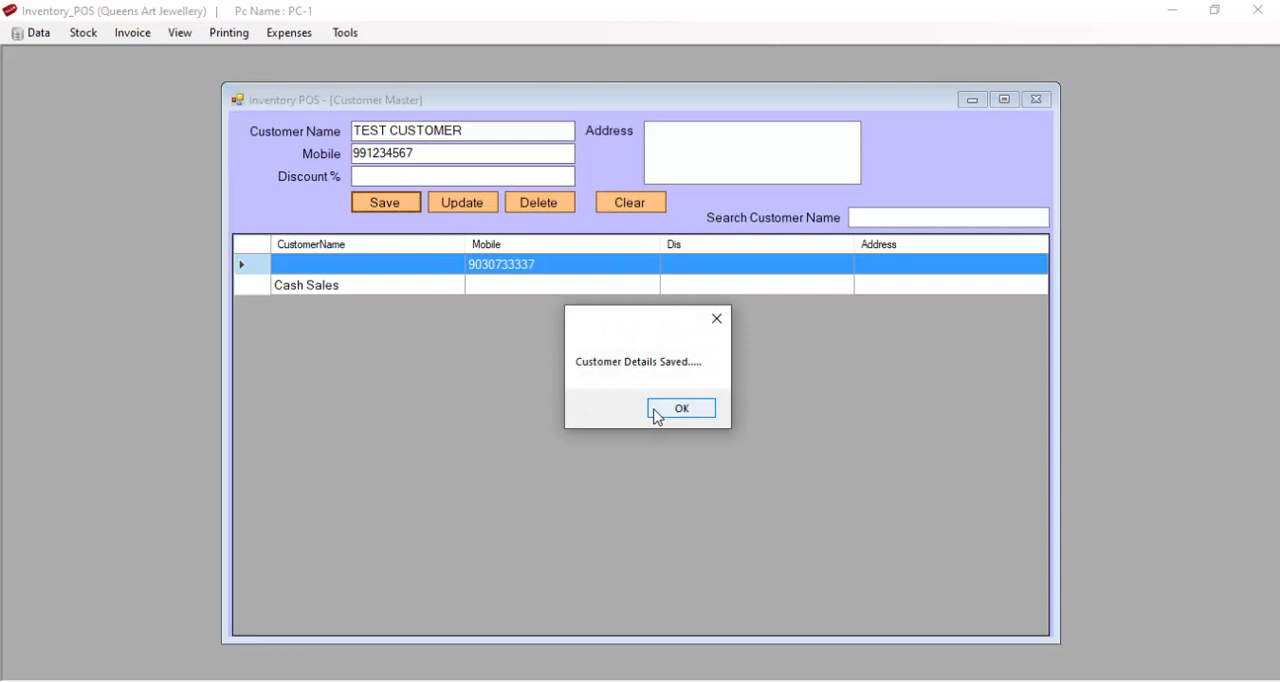 Inventory_POS (Queens Art Jewellery) | Pc Name : PC-1
Data Stock Invoice View Printing Expenses Tools
inventory POS - [Customer Master]
Customer Name TEST CUSTOMER Address
Mobile 991234567
Discount %
Save Update Delete Clear
Search Customer Name
CustomerName Mobile Dis Address
9030733337
Cash Sales
Customer Details Saved.....
OK